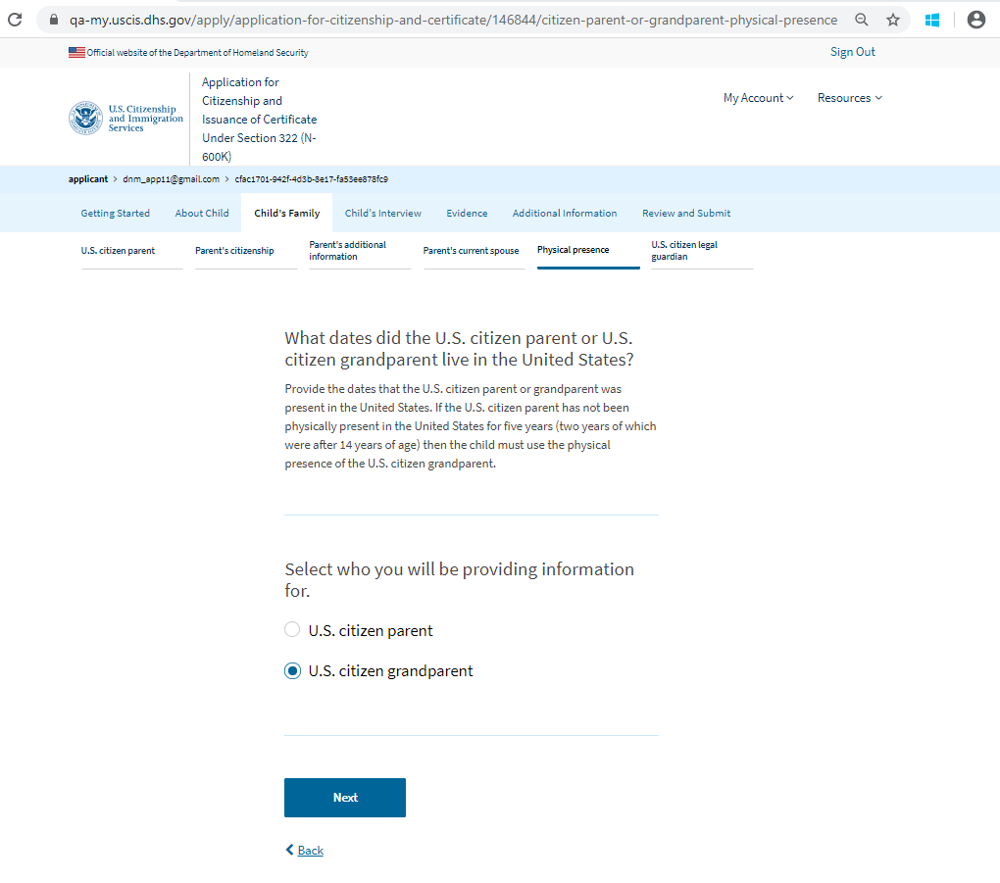 qa-my.uscis.dhs.gov/apply/application-for-citizenship-and-certificate/146844/citizen-parent-or-grandparent-physical-presence
Official website of the Department of Homeland Security
Sign Out
U.S. Citizenship
and Immigration
Services
Application for
Citizenship and
Issuance of Certificate
Under Section 322 (N-
600K)
My Account
Resources
applicant > dnm_app11@gmail.com > cfac1701-942f-4d3b-8e17-fa53ee878fc9
Getting Started
About Child
Child's Family
Child's Interview
Evidence
Additional Information
Review and Submit
U.S. citizen parent
Parent's citizenship
Parent's additional
information
Parent's current spouse
Physical presence
U.S. citizen legal
guardian
What dates did the U.S. citizen parent or U.S.
citizen grandparent live in the United States?
Provide the dates that the U.S. citizen parent or grandparent was
present in the United States. If the U.S. citizen parent has not been
physically present in the United States for five years (two years of which
were after 14 years of age) then the child must use the physical
presence of the U.S. citizen grandparent.
Select who you will be providing information
for.
U.S. citizen parent
U.S. citizen grandparent
Next
Back